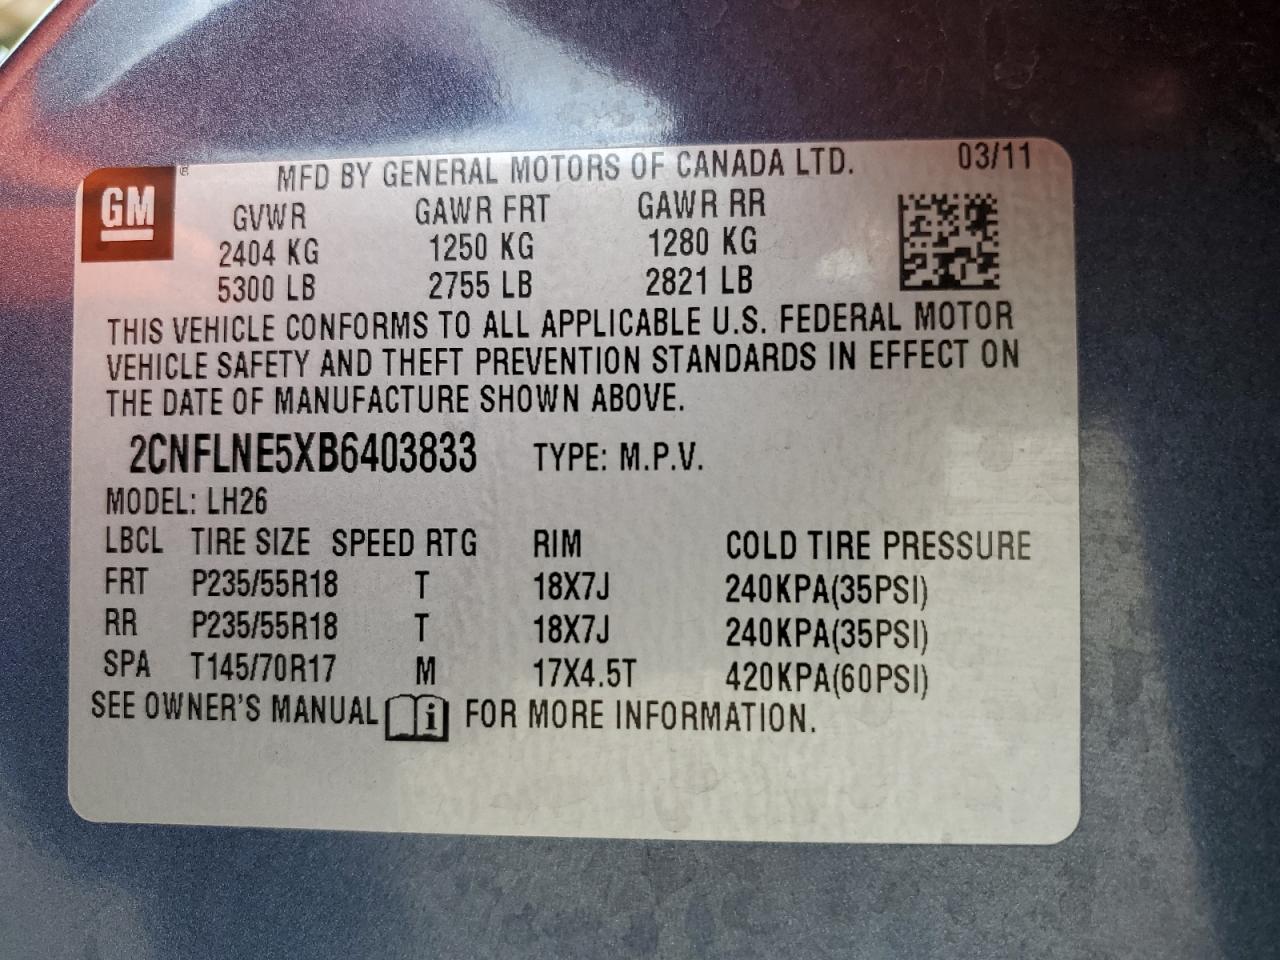 GM
®
MFD BY GENERAL MOTORS OF CANADA LTD. 03/11
GVWR GAWR FRT GAWR RR
2404 KG 1250 KG 1280 KG
5300 LB 2755 LB 2821 LB
THIS VEHICLE CONFORMS TO ALL APPLICABLE U.S. FEDERAL MOTOR
VEHICLE SAFETY AND THEFT PREVENTION STANDARDS IN EFFECT ON
THE DATE OF MANUFACTURE SHOWN ABOVE.
2CNFLNE5XB6403833 TYPE: M.P.V.
MODEL: LH26
LBCL TIRE SIZE SPEED RTG RIM COLD TIRE PRESSURE
FRT P235/55R18 T 18X7J 240KPA(35PSI)
RR P235/55R18 T 18X7J 240KPA(35PSI)
SPA T145/70R17 M 17X4.5T 420KPA(60PSI)
SEE OWNER'S MANUAL i FOR MORE INFORMATION.